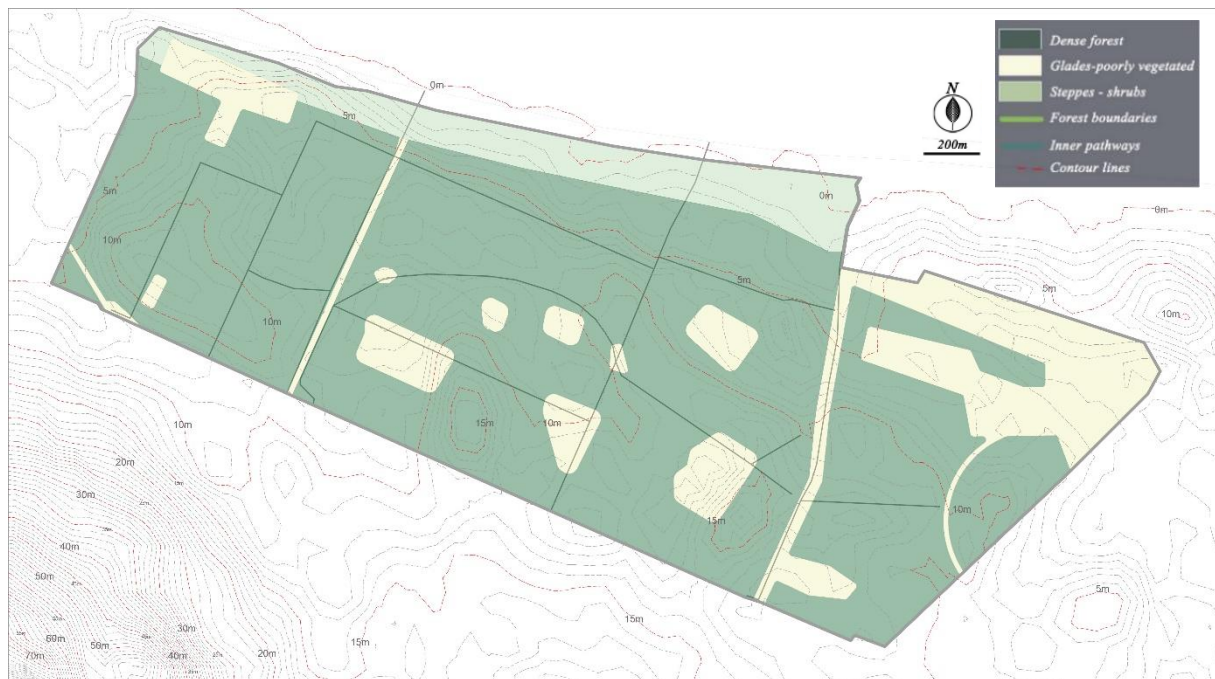 Dense forest
Glades-poorly vegetated
Steppes - shrubs
Forest boundaries
Inner pathways
Contour lines
N
200m
0m
5m
0m
0m
5m
10m
5m
5m
10m
10m
15m
10m
10m
10m
15m
5m
20m
30m
40m
50m
60m
56m
70m
30m
40m
20m
15m
15m